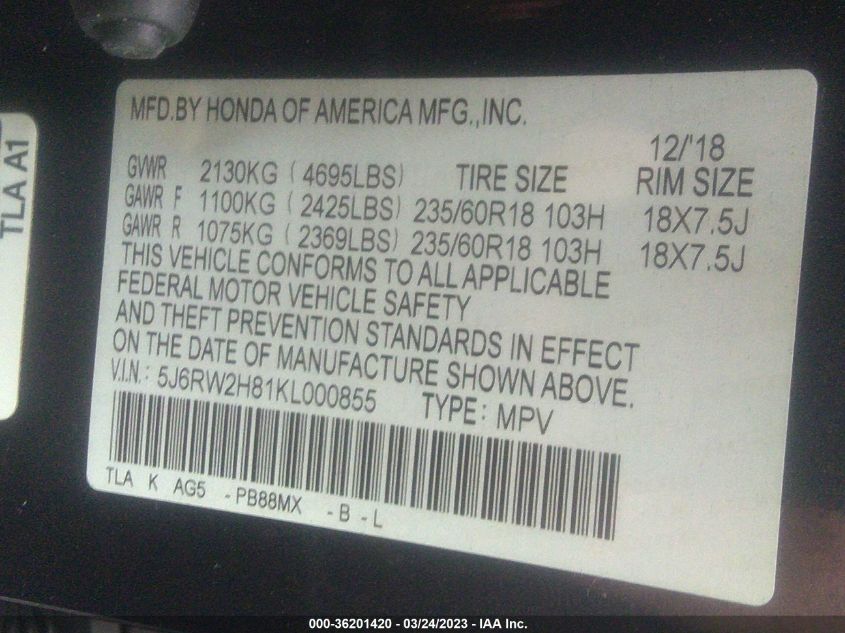 MFD.BY HONDA OF AMERICA MFG.,INC.
12/'18
GVWR 2130KG ( 4695LBS) TIRE SIZE RIM SIZE
GAWR F 1100KG ( 2425LBS) 235/60R18 103H 18X7.5J
GAWR R 1075KG ( 2369LBS) 235/60R18 103H 18X7.5J
THIS VEHICLE CONFORMS TO ALL APPLICABLE
FEDERAL MOTOR VEHICLE SAFETY
AND THEFT PREVENTION STANDARDS IN EFFECT
ON THE DATE OF MANUFACTURE SHOWN ABOVE.
V.I.N.: 5J6RW2H81KL000855 TYPE: MPV
TLA K AG5 -PB88MX -B -L
TLA A1
000-36201420 - 03/24/2023 - IAA Inc.